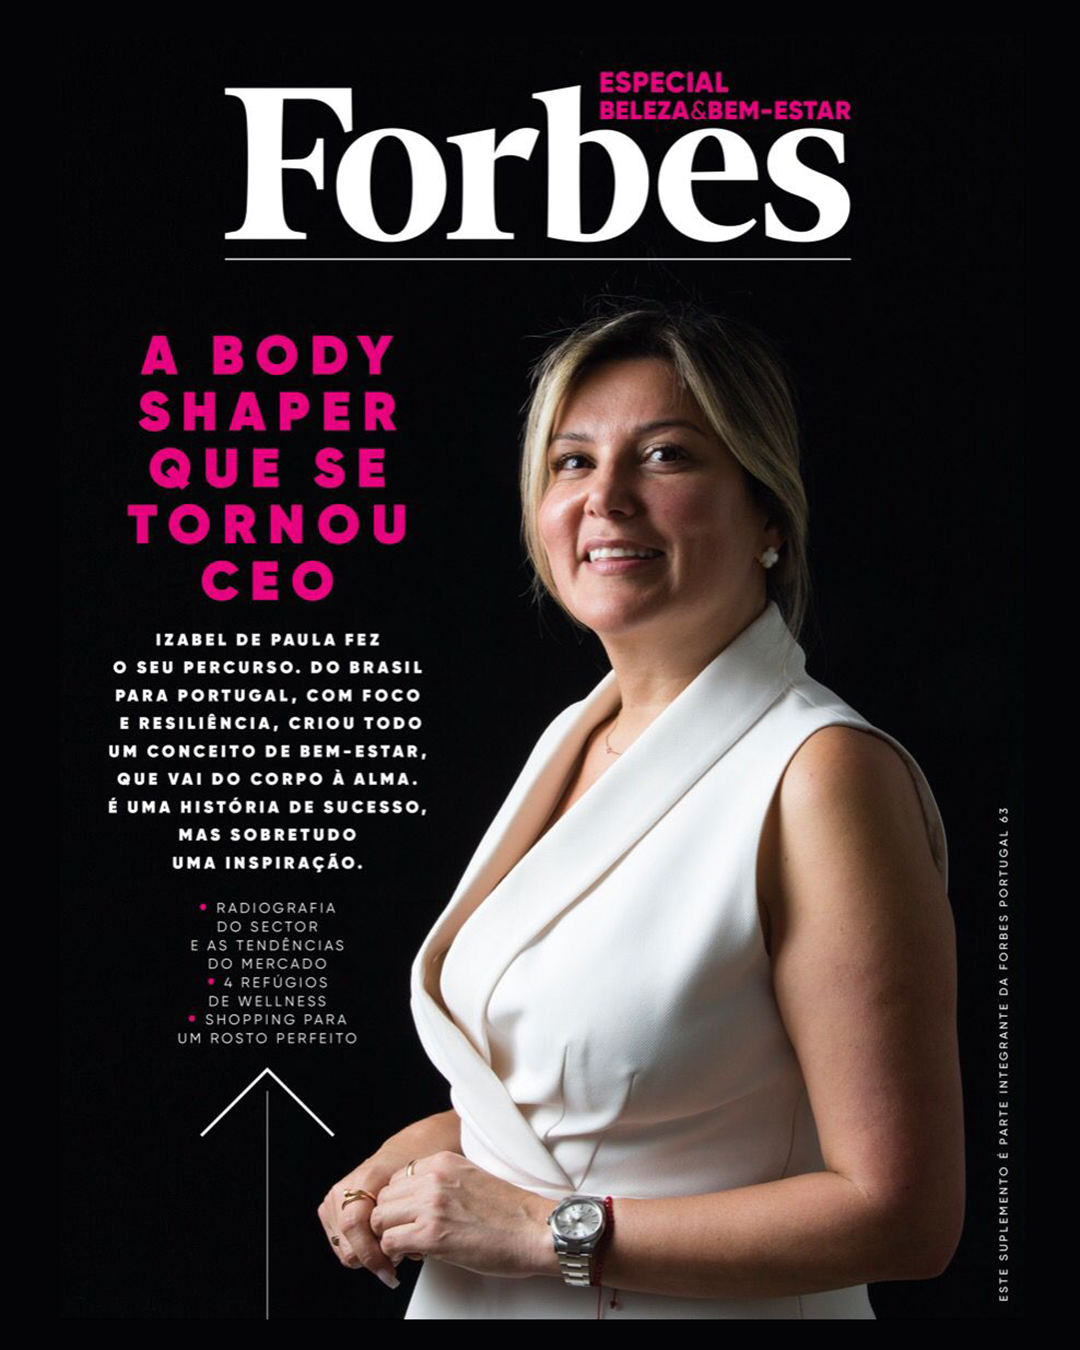 ESPECIAL
BELEZA&BEM-ESTAR
Forbes
A BODY
SHAPER
QUE SE
TORNOU
CEO
IZABEL DE PAULA FEZ
O SEU PERCURSO. DO BRASIL
PARA PORTUGAL, COM FOCO
E RESILIÊNCIA, CRIOU TODO
UM CONCEITO DE BEM-ESTAR,
QUE VAI DO CORPO À ALMA.
É UMA HISTÓRIA DE SUCESSO,
MAS SOBRETUDO
UMA INSPIRAÇÃO.
• RADIOGRAFIA
DO SECTOR
E AS TENDÊNCIAS
DO MERCADO
• 4 REFÚGIOS
DE WELLNESS
• SHOPPING PARA
UM ROSTO PERFEITO
ESTE SUPLEMENTO É PARTE INTEGRANTE DA FORBES PORTUGAL 63